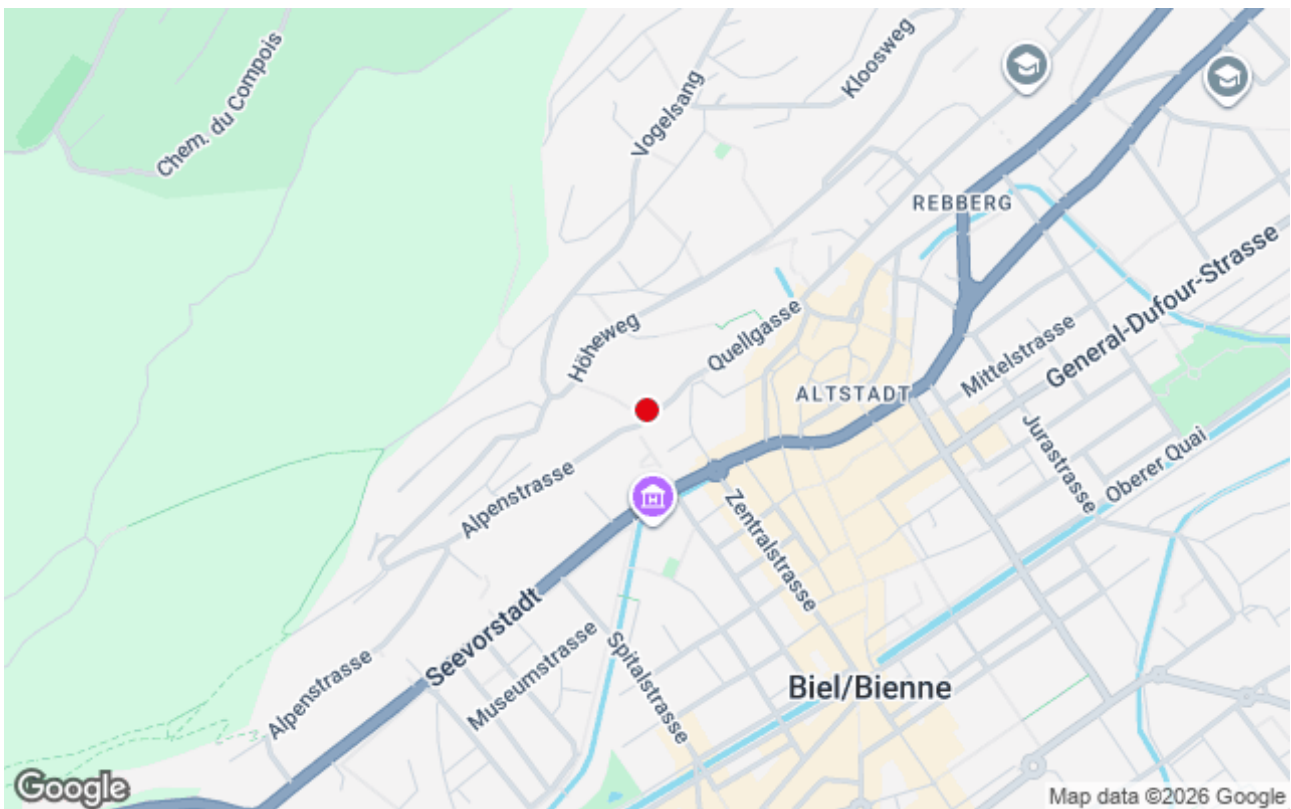 Kloosweg
Chem. du Compois
Vogelsang
REBBERG
General-Dufour-Strasse
Höheweg
Quellgasse
Mittelstrasse
ALTSTADT
Jurastrasse
Oberer Quai
Alpenstrasse
Zentralstrasse
Seevorstadt
Museumstrasse
Spitalstrasse
Alpenstrasse
Biel/Bienne
Google
Map data ©2026 Google